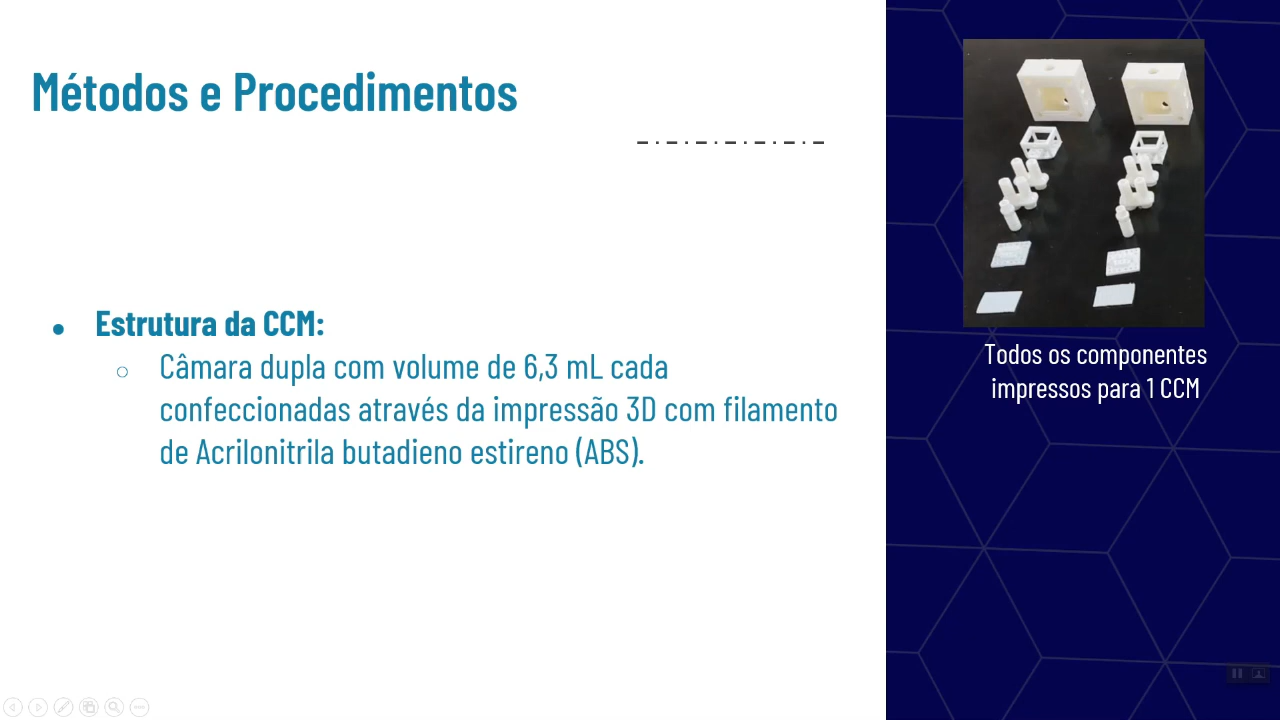 Métodos e Procedimentos
Estrutura da CCM:
Câmara dupla com volume de 6,3 mL cada
confeccionadas através da impressão 3D com filamento
de Acrilonitrila butadieno estireno (ABS).
Todos os componentes
impressos para 1 CCM